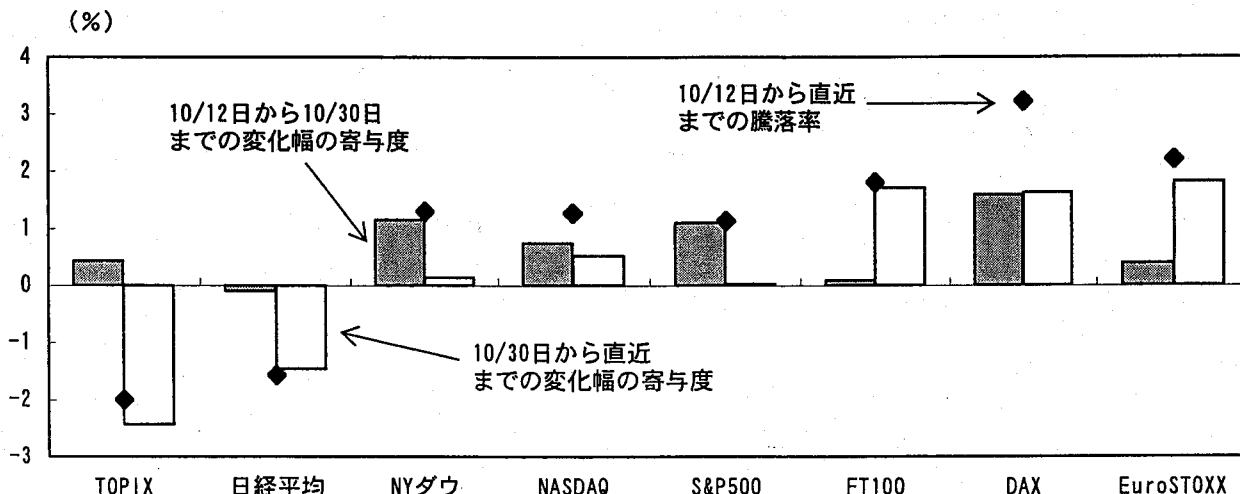 (%)
4
3
2
1
0
-1
-2
-3
10/12日から10/30日
までの変化幅の寄与度
10/12日から直近
までの騰落率
10/30日から直近
までの変化幅の寄与度
TOPIX 日経平均 NYダウ NASDAQ S&P500 FT100 DAX EuroSTOXX